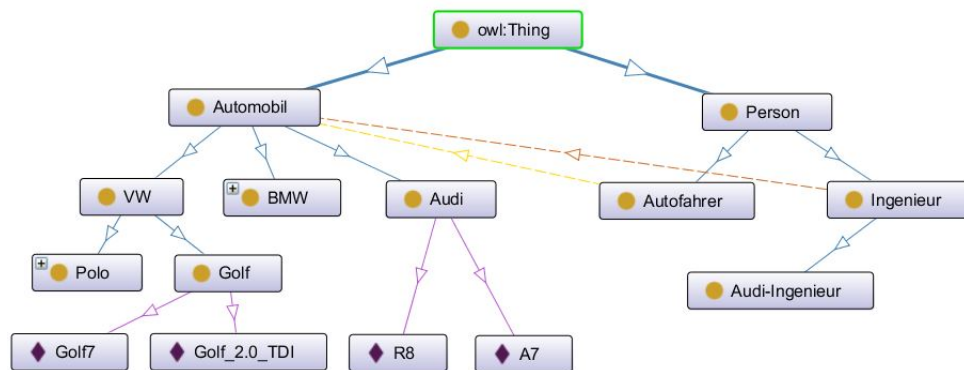 owl:Thing
Automobil
Person
VW
BMW
Audi
Autofahrer
Ingenieur
Polo
Golf
Audi-Ingenieur
Golf7
Golf_2.0_TDI
R8
A7